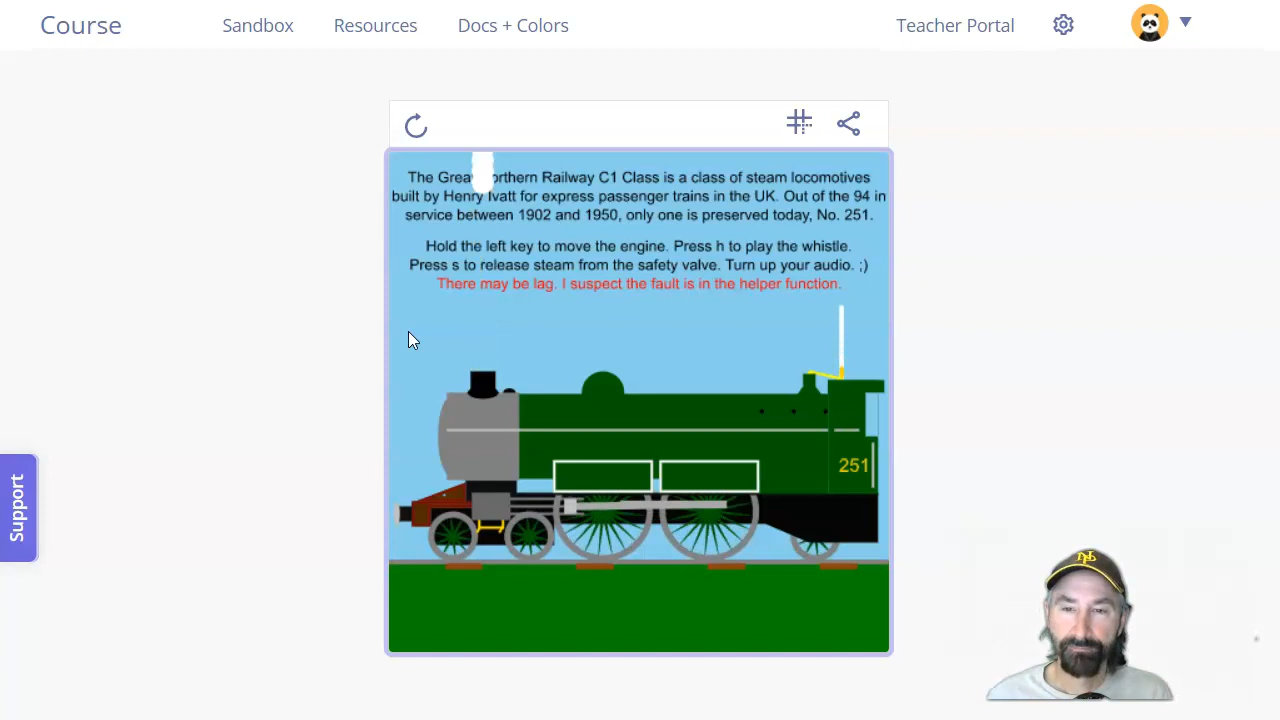 Course
Sandbox
Resources
Docs + Colors
Teacher Portal
The Grea orthern Railway C1 Class is a class of steam locomotives
built by Henry Ivatt for express passenger trains in the UK. Out of the 94 in
service between 1902 and 1950, only one is preserved today, No. 251.
Hold the left key to move the engine. Press h to play the whistle.
Press s to release steam from the safety valve. Turn up your audio. ;)
There may be lag. I suspect the fault is in the helper function.
251
Support